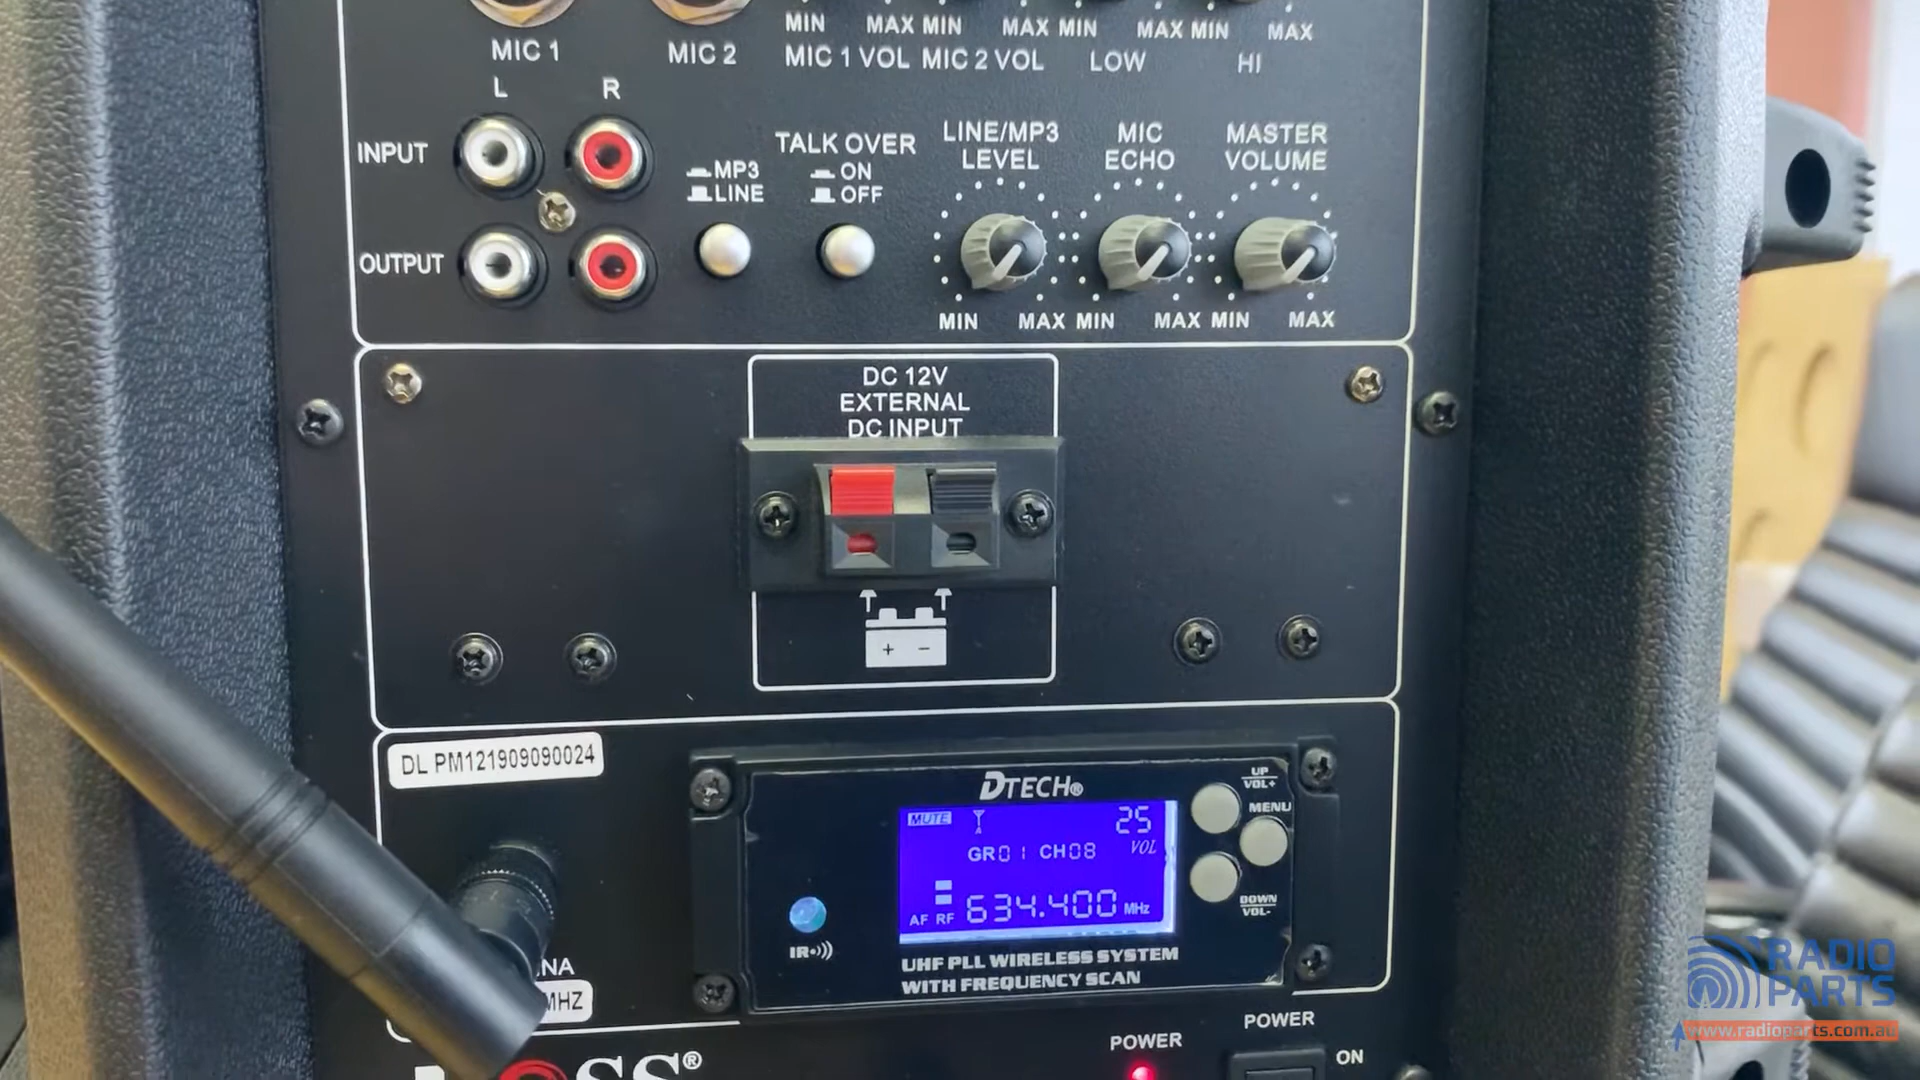 MIN MAX MIN MAX MIN MAX MIN MAX
MIC 1 MIC 2 MIC 1 VOL MIC 2 VOL LOW HI
L R
INPUT
TALK OVER
LINE/MP3 LEVEL
MIC ECHO
MASTER VOLUME
MP3
LINE
ON
OFF
OUTPUT
MIN MAX MIN MAX MIN MAX
DC 12V
EXTERNAL
DC INPUT
+ -
DL PM121909090024
DTECH®
UP
VOL+
MENU
MUTE 25
A
GR01 CH08 VOL
AF RF 634.400 MHz
DOWN
VOL-
IR
UHF PLL WIRELESS SYSTEM
WITH FREQUENCY SCAN
NA
MHZ
POWER
POWER
ON
SS®
RADIO
PARTS
www.radioparts.com.au